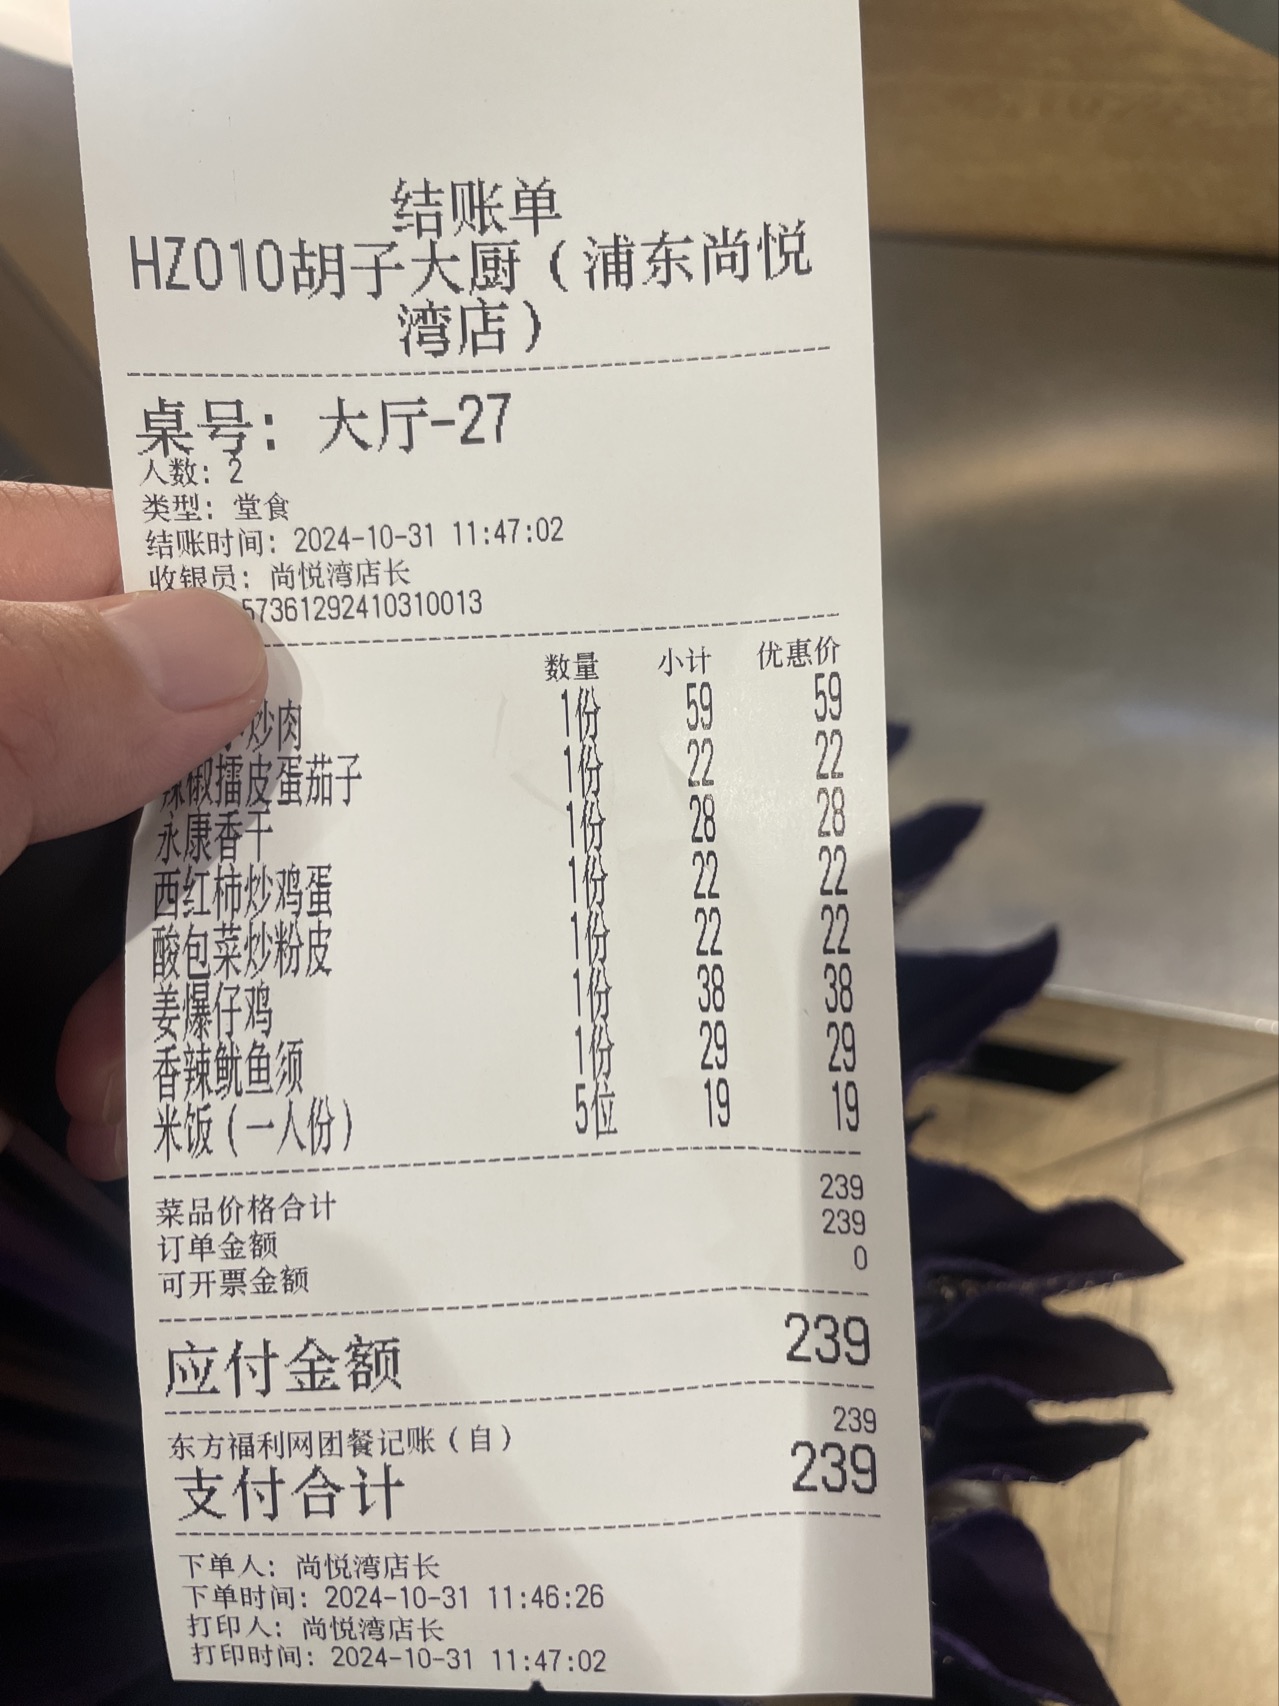 结账单
HZ010胡子大厨（浦东尚悦
湾店）
桌号：大厅-27
人数：2
类型：堂食
结账时间：2024-10-31 11:47:02
收银员：尚悦湾店长
57361292410310013
数量 小计 优惠价
炒肉 1份 59 59
辣椒擂皮蛋茄子 1份 22 22
永康香干 1份 28 28
西红柿炒鸡蛋 1份 22 22
酸包菜炒粉皮 1份 22 22
姜爆仔鸡 1份 38 38
香辣鱿鱼须 1份 29 29
米饭（一人份） 5位 19 19
菜品价格合计 239
订单金额 239
可开票金额 0
应付金额 239
东方福利网团餐记账（自） 239
支付合计 239
下单人：尚悦湾店长
下单时间：2024-10-31 11:46:26
打印人：尚悦湾店长
打印时间：2024-10-31 11:47:02